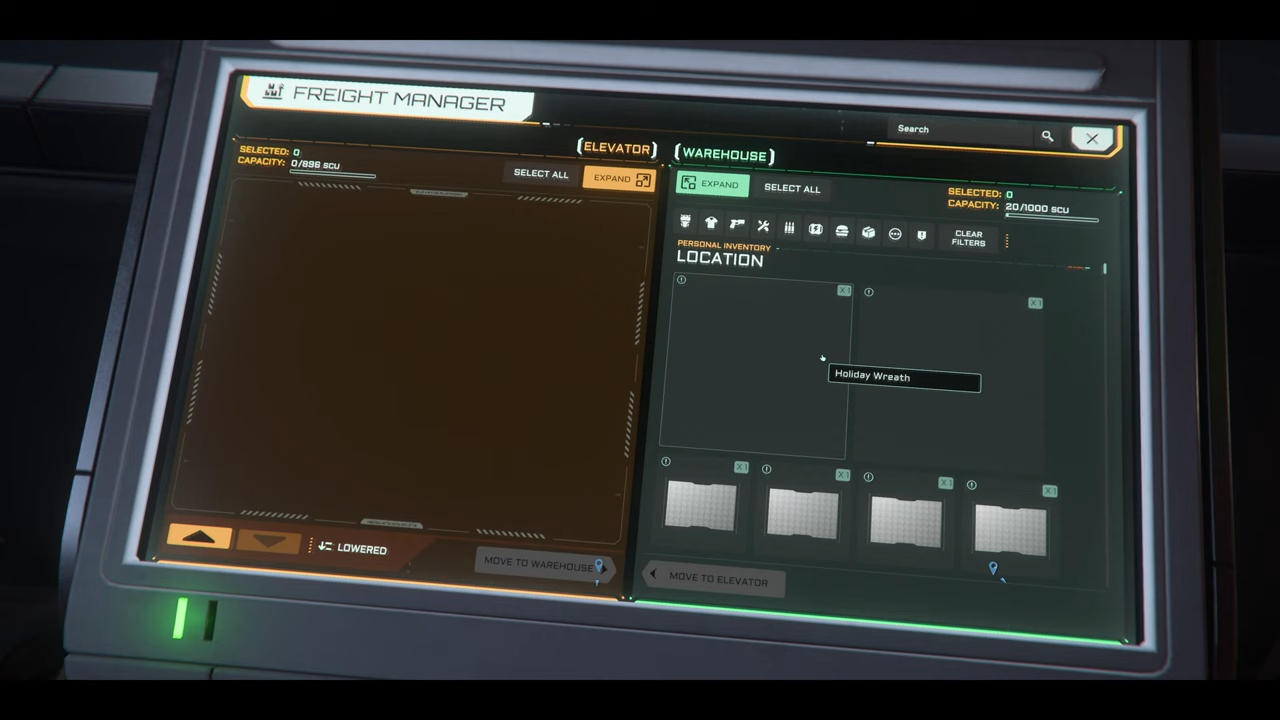 FREIGHT MANAGER
Search
SELECTED: 0
CAPACITY: 0/896 SCU
[ELEVATOR]
SELECT ALL
EXPAND
[WAREHOUSE]
EXPAND
SELECT ALL
SELECTED: 0
CAPACITY: 20/1000 SCU
CLEAR
FILTERS
PERSONAL INVENTORY
LOCATION
X1
X1
Holiday Wreath
X1
X1
X1
X1
LOWERED
MOVE TO WAREHOUSE
MOVE TO ELEVATOR